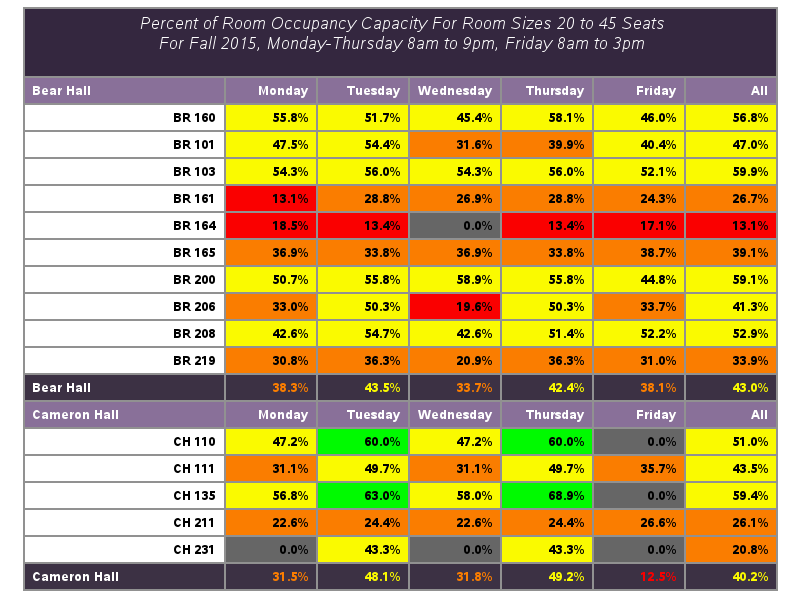 Percent of Room Occupancy Capacity For Room Sizes 20 to 45 Seats
For Fall 2015, Monday-Thursday 8am to 9pm, Friday 8am to 3pm
Bear Hall Monday Tuesday Wednesday Thursday Friday All
BR 160 55.8% 51.7% 45.4% 58.1% 46.0% 56.8%
BR 101 47.5% 54.4% 31.6% 39.9% 40.4% 47.0%
BR 103 54.3% 56.0% 54.3% 56.0% 52.1% 59.9%
BR 161 13.1% 28.8% 26.9% 28.8% 24.3% 26.7%
BR 164 18.5% 13.4% 0.0% 13.4% 17.1% 13.1%
BR 165 36.9% 33.8% 36.9% 33.8% 38.7% 39.1%
BR 200 50.7% 55.8% 58.9% 55.8% 44.8% 59.1%
BR 206 33.0% 50.3% 19.6% 50.3% 33.7% 41.3%
BR 208 42.6% 54.7% 42.6% 51.4% 52.2% 52.9%
BR 219 30.8% 36.3% 20.9% 36.3% 31.0% 33.9%
Bear Hall 38.3% 43.5% 33.7% 42.4% 38.1% 43.0%
Cameron Hall Monday Tuesday Wednesday Thursday Friday All
CH 110 47.2% 60.0% 47.2% 60.0% 0.0% 51.0%
CH 111 31.1% 49.7% 31.1% 49.7% 35.7% 43.5%
CH 135 56.8% 63.0% 58.0% 68.9% 0.0% 59.4%
CH 211 22.6% 24.4% 22.6% 24.4% 26.6% 26.1%
CH 231 0.0% 43.3% 0.0% 43.3% 0.0% 20.8%
Cameron Hall 31.5% 48.1% 31.8% 49.2% 12.5% 40.2%